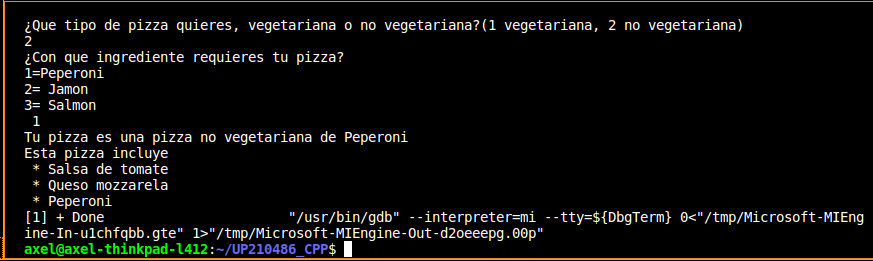 ¿Que tipo de pizza quieres, vegetariana o no vegetariana?(1 vegetariana, 2 no vegetariana)
2
¿Con que ingrediente requieres tu pizza?
1=Peperoni
2= Jamon
3= Salmon
1
Tu pizza es una pizza no vegetariana de Peperoni
Esta pizza incluye
* Salsa de tomate
* Queso mozzarela
* Peperoni
[1] + Done "/usr/bin/gdb" --interpreter=mi --tty=${DbgTerm} 0<"/tmp/Microsoft-MIEng
ine-In-u1chfqbb.gte" 1>"/tmp/Microsoft-MIEngine-Out-d2oeeepg.00p"
axel@axel-thinkpad-l412:~/UP210486_CPP$